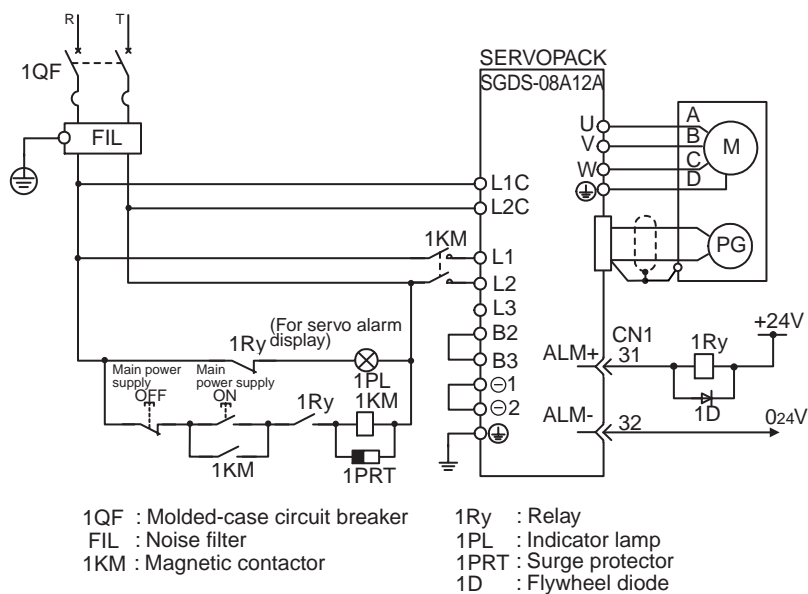 R T
SERVOPACK
SGDS-08A12A
1QF
FIL
U
V
W
A
B
C
D
M
L1C
L2C
1KM
L1
L2
L3
PG
(For servo alarm
display)
1Ry
1PL
B2
B3
ALM+
CN1
31
1Ry
+24V
Main power
supply
OFF
Main
power supply
ON
1Ry
1KM
⊖1
⊖2
1D
1KM
1PRT
ALM-
32
024V
1QF : Molded-case circuit breaker
FIL : Noise filter
1KM : Magnetic contactor
1Ry : Relay
1PL : Indicator lamp
1PRT : Surge protector
1D : Flywheel diode